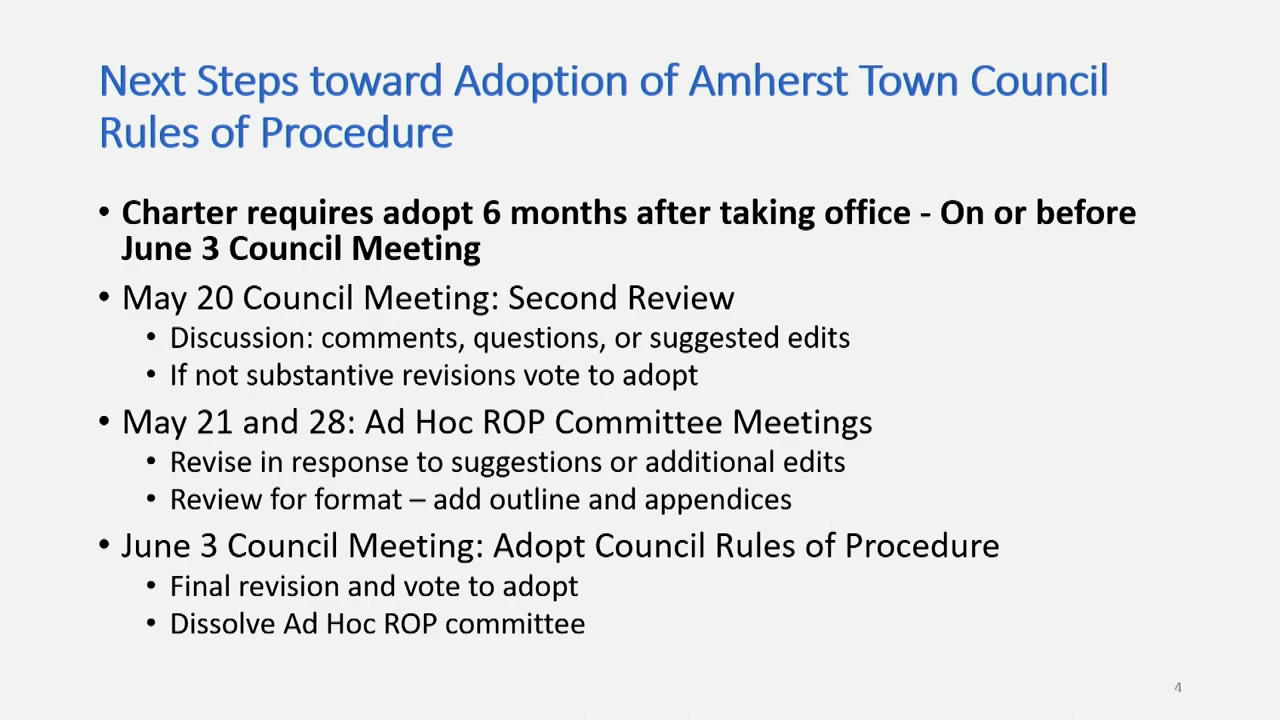 Next Steps toward Adoption of Amherst Town Council
Rules of Procedure
• Charter requires adopt 6 months after taking office - On or before
June 3 Council Meeting
• May 20 Council Meeting: Second Review
• Discussion: comments, questions, or suggested edits
• If not substantive revisions vote to adopt
• May 21 and 28: Ad Hoc ROP Committee Meetings
• Revise in response to suggestions or additional edits
• Review for format – add outline and appendices
• June 3 Council Meeting: Adopt Council Rules of Procedure
• Final revision and vote to adopt
• Dissolve Ad Hoc ROP committee
4